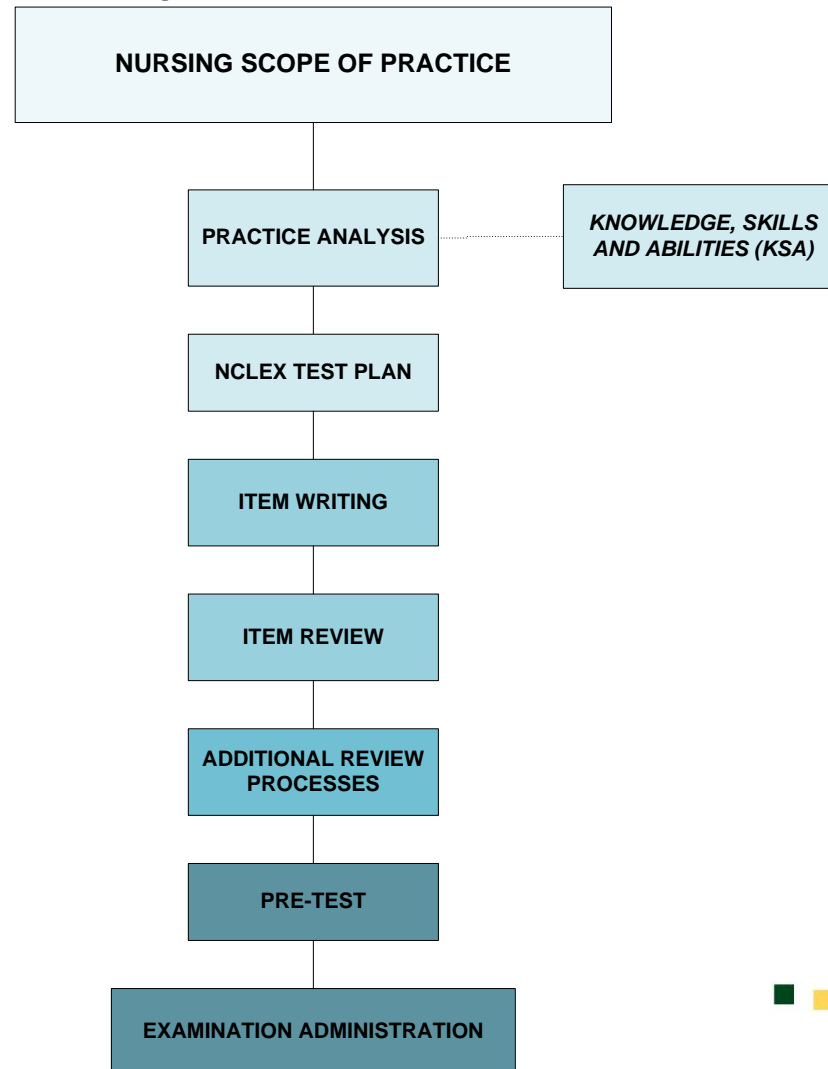 NURSING SCOPE OF PRACTICE
PRACTICE ANALYSIS
KNOWLEDGE, SKILLS
AND ABILITIES (KSA)
NCLEX TEST PLAN
ITEM WRITING
ITEM REVIEW
ADDITIONAL REVIEW
PROCESSES
PRE-TEST
EXAMINATION ADMINISTRATION